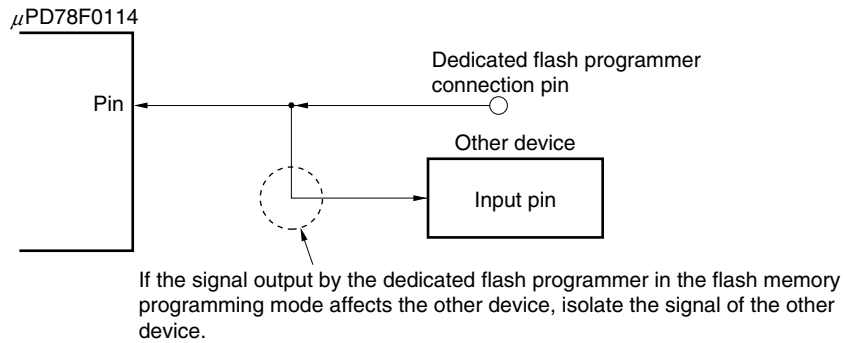 μPD78F0114
Dedicated flash programmer
connection pin
Pin
Other device
Input pin
If the signal output by the dedicated flash programmer in the flash memory
programming mode affects the other device, isolate the signal of the other
device.